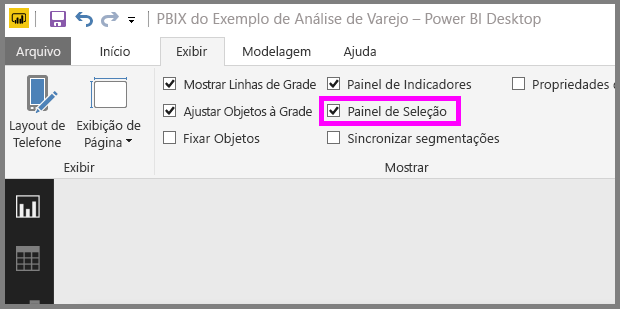 PBIX do Exemplo de Análise de Varejo – Power BI Desktop
Arquivo Início Exibir Modelagem Ajuda
Mostrar Linhas de Grade Painel de Indicadores Propriedades
Ajustar Objetos à Grade Painel de Seleção
Layout de Telefone Exibição de Página
Fixar Objetos Sincronizar segmentações
Exibir Mostrar